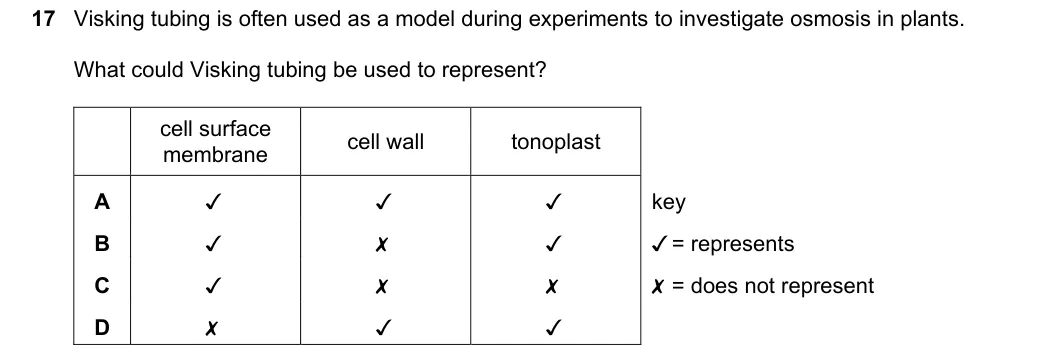 17 Visking tubing is often used as a model during experiments to investigate osmosis in plants.
What could Visking tubing be used to represent?
cell surface membrane cell wall tonoplast
A ✓ ✓ ✓ key
B ✓ ✗ ✓ ✓ = represents
C ✓ ✗ ✗ ✗ = does not represent
D ✗ ✓ ✓